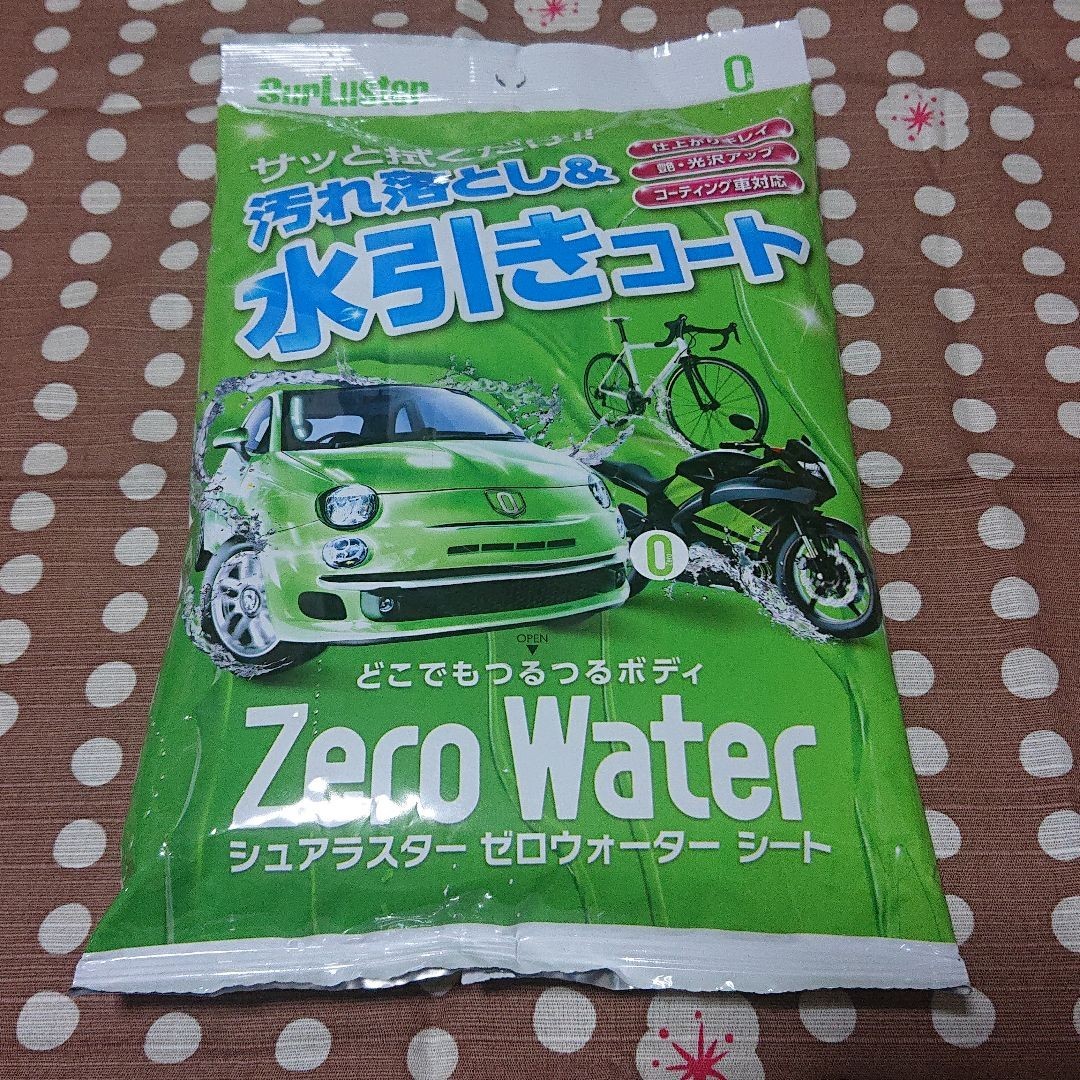 SurLuster
0
サッと拭くだけ!!
汚れ落とし&
水引きコート
仕上がりキレイ
艶・光沢アップ
コーティング車対応
0
0
OPEN
どこでもつるつるボディ
Zero Water
シュアラスター ゼロウォーター シート